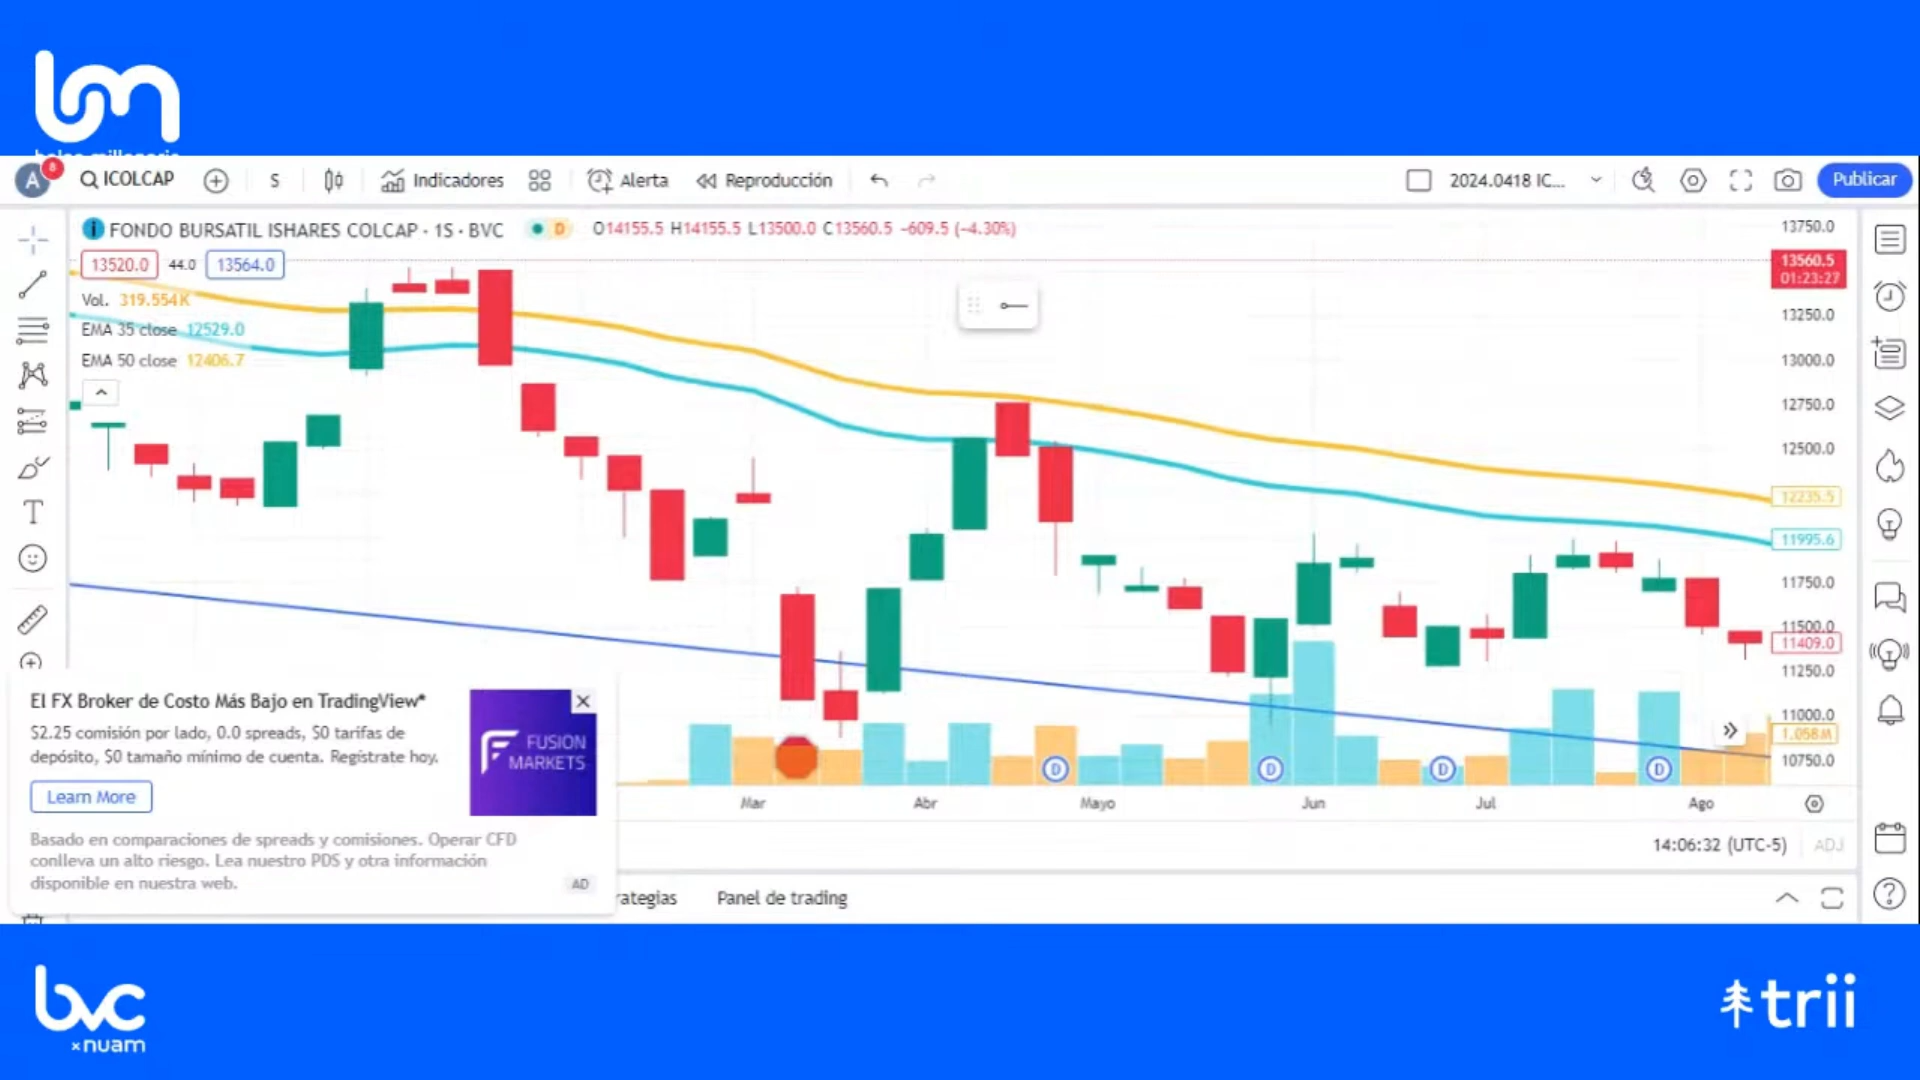 bm
A
8
ICOLCAP
S
Indicadores
Alerta
Reproducción
2024.0418 IC...
Publicar
FONDO BURSATIL ISHARES COLCAP · 1S · BVC
D
O14155.5 H14155.5 L13500.0 C13560.5 -609.5 (-4.30%)
13520.0
44.0
13564.0
Vol. 319.554K
EMA 35 close 12529.0
EMA 50 close 12406.7
13750.0
13560.5
01:23:27
13250.0
13000.0
12750.0
12500.0
12235.5
11995.6
11750.0
11500.0
11409.0
11250.0
11000.0
1.058M
10750.0
T
El FX Broker de Costo Más Bajo en TradingView*
$2.25 comisión por lado, 0.0 spreads, $0 tarifas de
depósito, $0 tamaño mínimo de cuenta. Regístrate hoy.
Learn More
FUSION
MARKETS
Basado en comparaciones de spreads y comisiones. Operar CFD
conlleva un alto riesgo. Lea nuestro PDS y otra información
disponible en nuestra web.
AD
D
D
D
D
Mar
Abr
Mayo
Jun
Jul
Ago
14:06:32 (UTC-5)
ADJ
rategias
Panel de trading
bvc
×nuam
trii